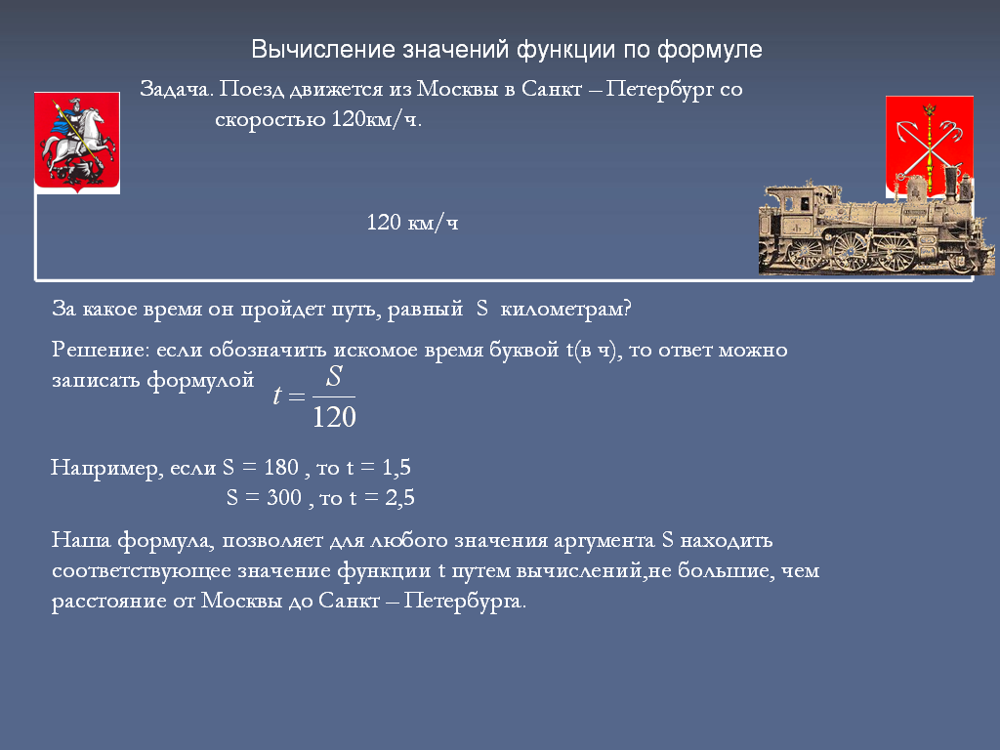 Вычисление значений функции по формуле
Задача. Поезд движется из Москвы в Санкт – Петербург со
скоростью 120км/ч.
120 км/ч
За какое время он пройдет путь, равный S километрам?
Решение: если обозначить искомое время буквой t(в ч), то ответ можно
записать формулой t = S/120
Например, если S = 180 , то t = 1,5
S = 300 , то t = 2,5
Наша формула, позволяет для любого значения аргумента S находить
соответствующее значение функции t путем вычислений,не большие, чем
расстояние от Москвы до Санкт – Петербурга.